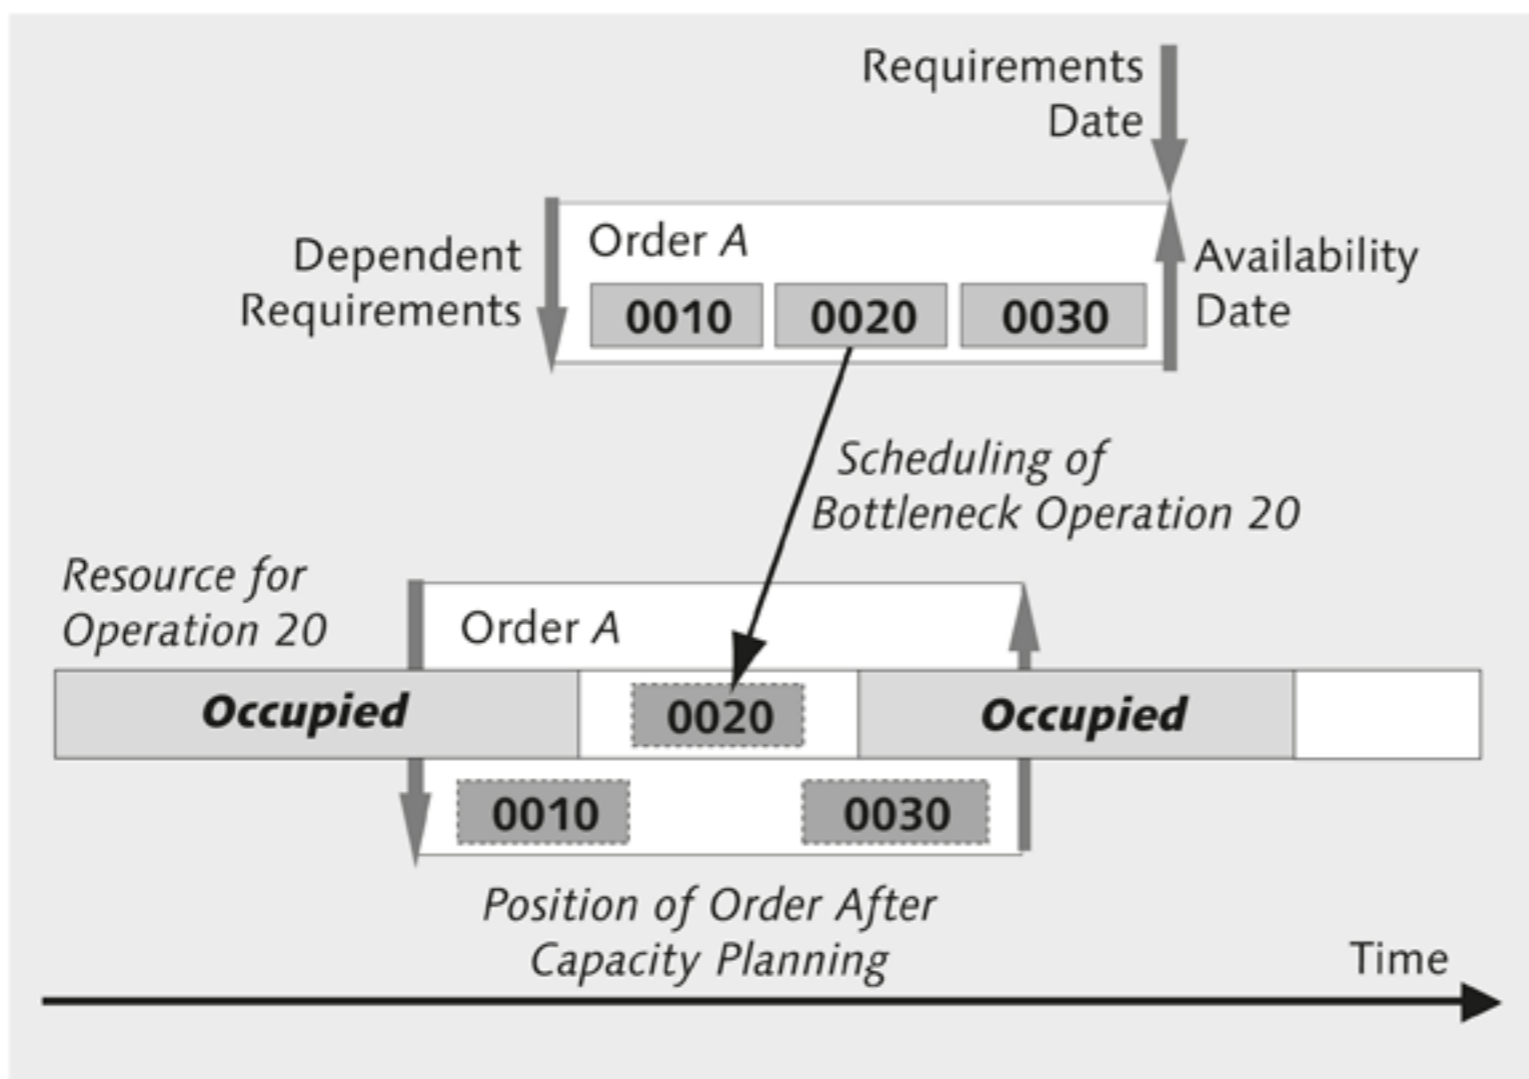 Requirements
Date
Dependent
Requirements
Order A
0010 0020 0030
Availability
Date
Scheduling of
Bottleneck Operation 20
Resource for
Operation 20
Order A
Occupied 0020 Occupied
0010 0030
Position of Order After
Capacity Planning
Time